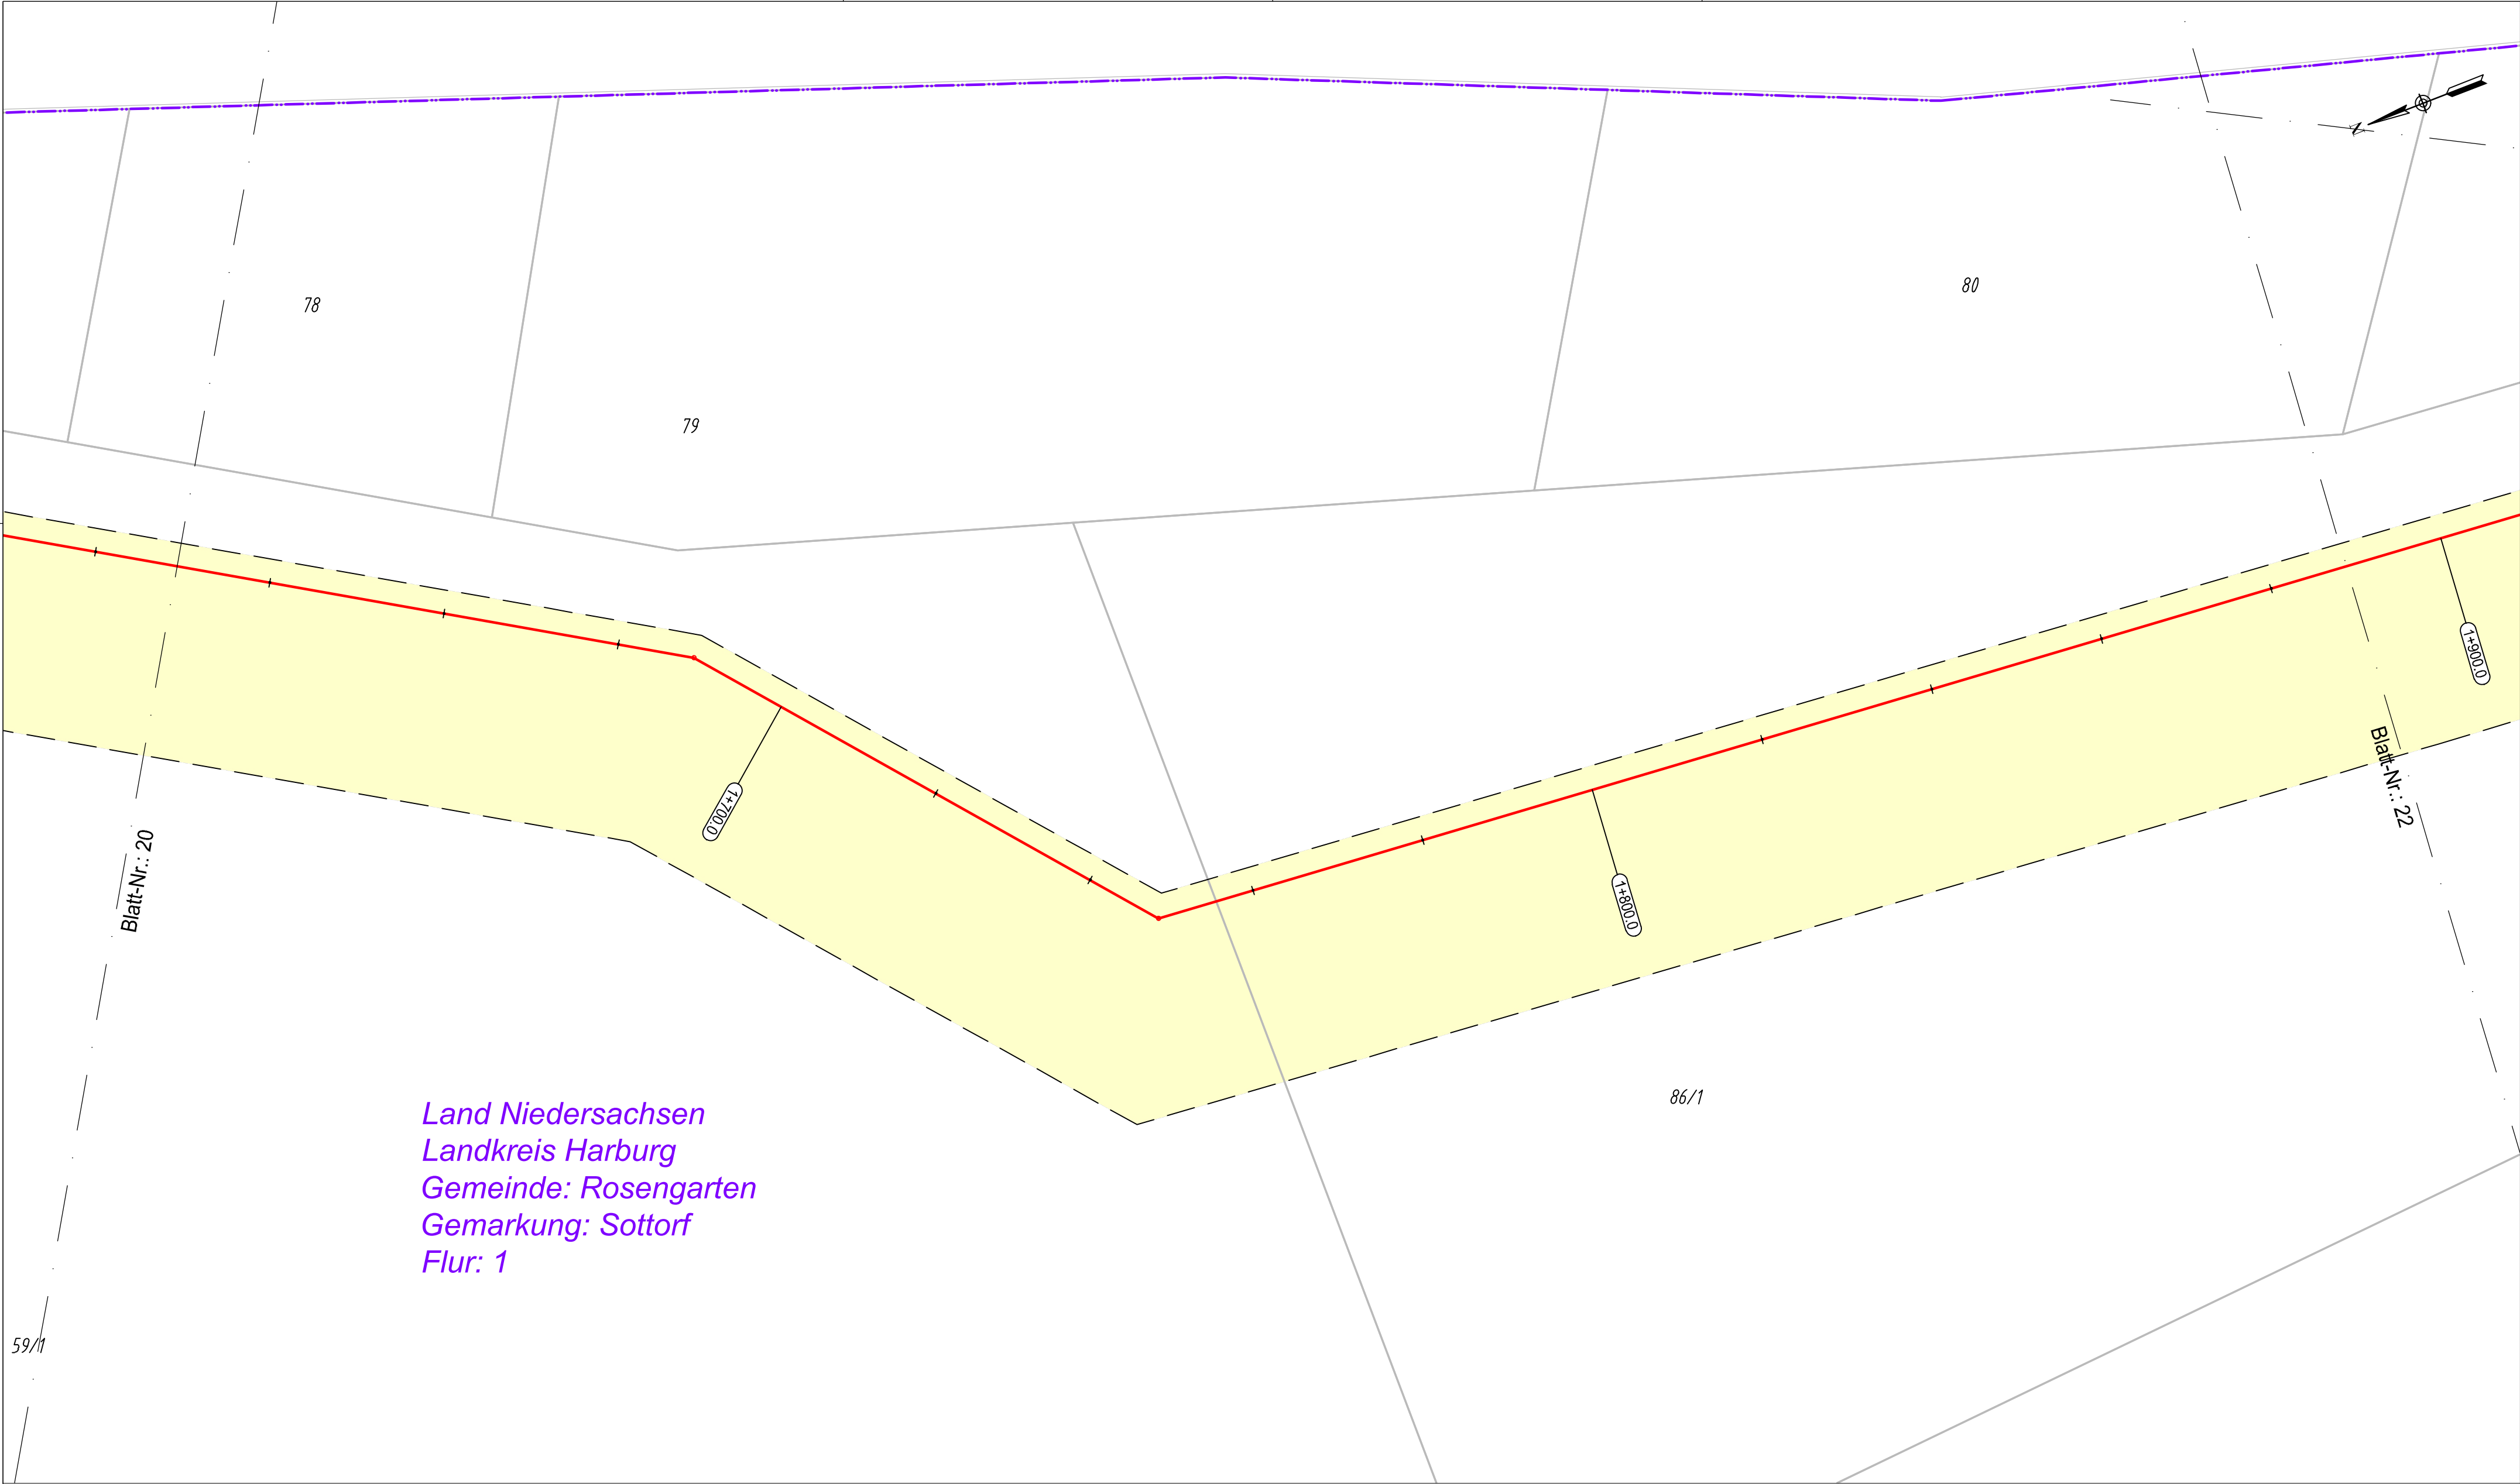 N
78
80
79
1+900.0
1+700.0
Blatt-Nr.: 22
Blatt-Nr.: 20
1+800.0
86/1
Land Niedersachsen
Landkreis Harburg
Gemeinde: Rosengarten
Gemarkung: Sottorf
Flur: 1
59/1